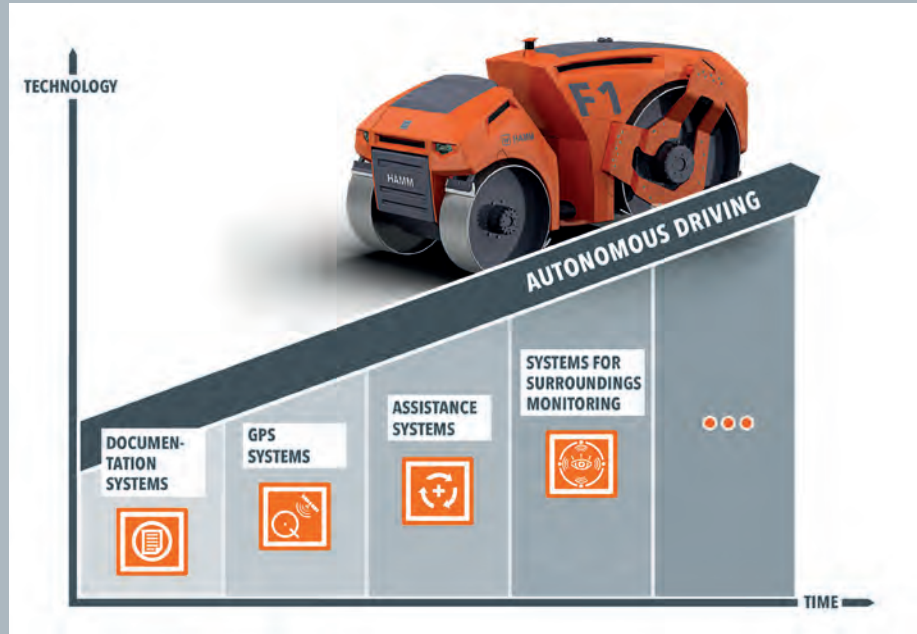 TECHNOLOGY
F1
HAMM
HAMM
AUTONOMOUS DRIVING
DOCUMEN-
TATION
SYSTEMS
GPS
SYSTEMS
ASSISTANCE
SYSTEMS
SYSTEMS FOR
SURROUNDINGS
MONITORING
TIME